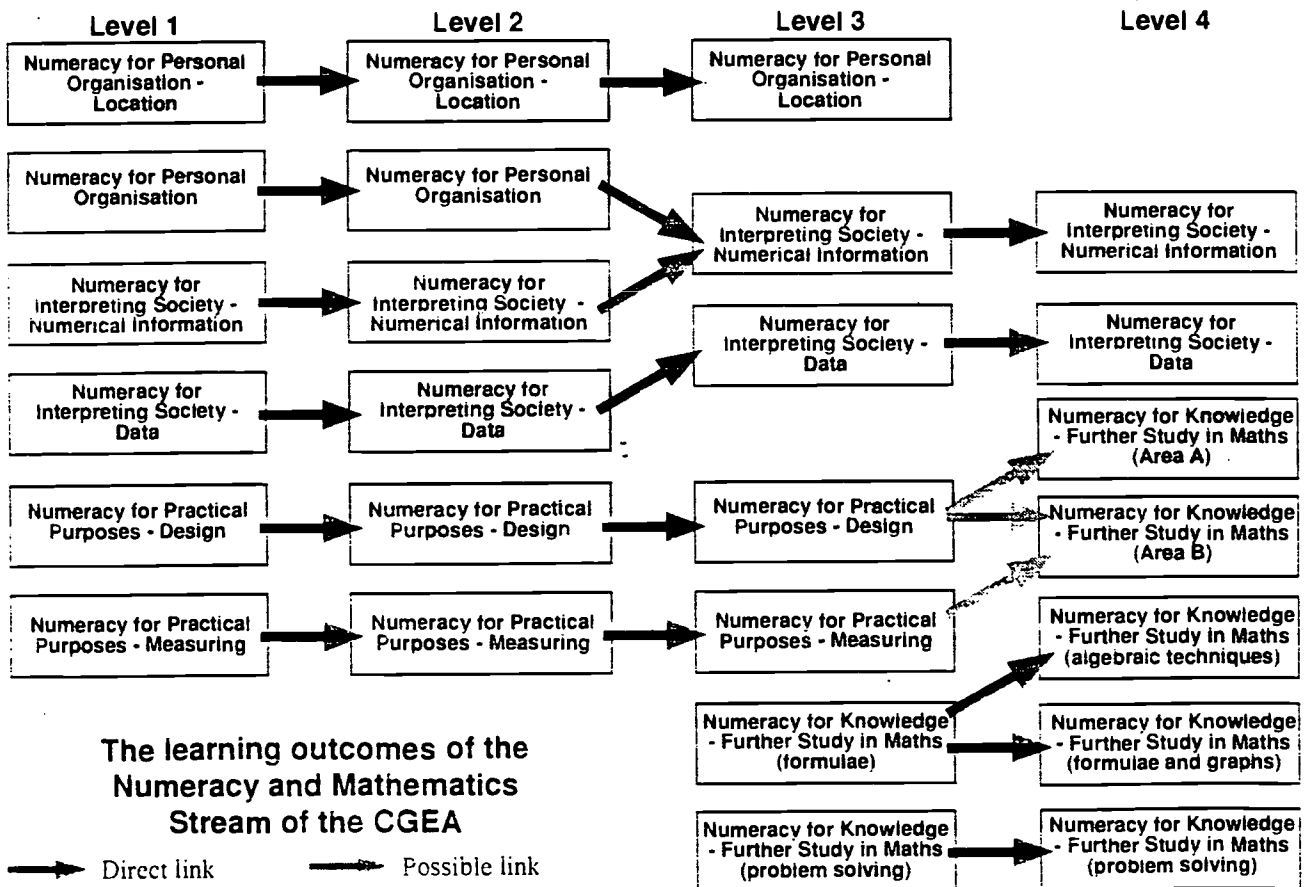 Level 1
Level 2
Level 3
Level 4
Numeracy for Personal
Organisation -
Location
Numeracy for Personal
Organisation -
Location
Numeracy for Personal
Organisation -
Location
Numeracy for Personal
Organisation
Numeracy for Personal
Organisation
Numeracy for
Interpreting Society -
Numerical Information
Numeracy for
Interpreting Society -
Numerical Information
Numeracy for
Interpreting Society -
Numerical Information
Numeracy for
Interpreting Society -
Numerical Information
Numeracy for
Interpreting Society -
Data
Numeracy for
Interpreting Society -
Data
Numeracy for
Interpreting Society -
Data
Numeracy for
Interpreting Society -
Data
Numeracy for Knowledge
- Further Study in Maths
(Area A)
Numeracy for Practical
Purposes - Design
Numeracy for Practical
Purposes - Design
Numeracy for Practical
Purposes - Design
Numeracy for Knowledge
- Further Study in Maths
(Area B)
Numeracy for Practical
Purposes - Measuring
Numeracy for Practical
Purposes - Measuring
Numeracy for Practical
Purposes - Measuring
Numeracy for Knowledge
- Further Study in Maths
(algebraic techniques)
Numeracy for Knowledge
- Further Study in Maths
(formulae)
Numeracy for Knowledge
- Further Study in Maths
(formulae and graphs)
Numeracy for Knowledge
- Further Study in Maths
(problem solving)
Numeracy for Knowledge
- Further Study in Maths
(problem solving)
The learning outcomes of the
Numeracy and Mathematics
Stream of the CGEA
Direct link
Possible link